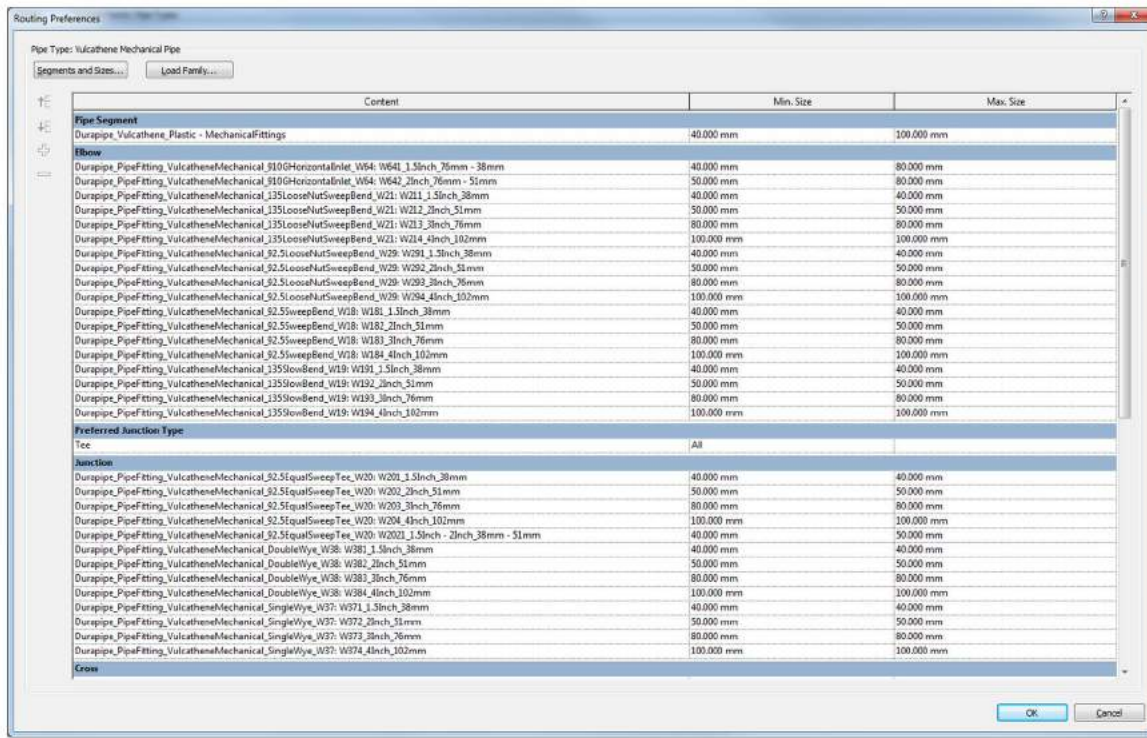 Routing Preferences
Pipe Type: Vulcathene Mechanical Pipe
Segments and Sizes... Load Family...
Content Min. Size Max. Size
Pipe Segment
Durapipe_Vulcathene_Plastic - MechanicalFittings 40.000 mm 100.000 mm
Elbow
Durapipe_PipeFitting_VulcatheneMechanical_910GHorizontalInlet_W64: W641_1.5Inch_76mm - 38mm 40.000 mm 80.000 mm
Durapipe_PipeFitting_VulcatheneMechanical_910GHorizontalInlet_W64: W642_2Inch_76mm - 51mm 50.000 mm 80.000 mm
Durapipe_PipeFitting_VulcatheneMechanical_135LooseNutSweepBend_W21: W211_1.5Inch_38mm 40.000 mm 40.000 mm
Durapipe_PipeFitting_VulcatheneMechanical_135LooseNutSweepBend_W21: W212_2Inch_51mm 50.000 mm 50.000 mm
Durapipe_PipeFitting_VulcatheneMechanical_135LooseNutSweepBend_W21: W213_3Inch_76mm 80.000 mm 80.000 mm
Durapipe_PipeFitting_VulcatheneMechanical_135LooseNutSweepBend_W21: W214_4Inch_102mm 100.000 mm 100.000 mm
Durapipe_PipeFitting_VulcatheneMechanical_92.5LooseNutSweepBend_W29: W291_1.5Inch_38mm 40.000 mm 40.000 mm
Durapipe_PipeFitting_VulcatheneMechanical_92.5LooseNutSweepBend_W29: W292_2Inch_51mm 50.000 mm 50.000 mm
Durapipe_PipeFitting_VulcatheneMechanical_92.5LooseNutSweepBend_W29: W293_3Inch_76mm 80.000 mm 80.000 mm
Durapipe_PipeFitting_VulcatheneMechanical_92.5LooseNutSweepBend_W29: W294_4Inch_102mm 100.000 mm 100.000 mm
Durapipe_PipeFitting_VulcatheneMechanical_92.5SweepBend_W18: W181_1.5Inch_38mm 40.000 mm 40.000 mm
Durapipe_PipeFitting_VulcatheneMechanical_92.5SweepBend_W18: W182_2Inch_51mm 50.000 mm 50.000 mm
Durapipe_PipeFitting_VulcatheneMechanical_92.5SweepBend_W18: W183_3Inch_76mm 80.000 mm 80.000 mm
Durapipe_PipeFitting_VulcatheneMechanical_92.5SweepBend_W18: W184_4Inch_102mm 100.000 mm 100.000 mm
Durapipe_PipeFitting_VulcatheneMechanical_135SlowBend_W19: W191_1.5Inch_38mm 40.000 mm 40.000 mm
Durapipe_PipeFitting_VulcatheneMechanical_135SlowBend_W19: W192_2Inch_51mm 50.000 mm 50.000 mm
Durapipe_PipeFitting_VulcatheneMechanical_135SlowBend_W19: W193_3Inch_76mm 80.000 mm 80.000 mm
Durapipe_PipeFitting_VulcatheneMechanical_135SlowBend_W19: W194_4Inch_102mm 100.000 mm 100.000 mm
Preferred Junction Type
Tee All
Junction
Durapipe_PipeFitting_VulcatheneMechanical_92.5EqualSweepTee_W20: W201_1.5Inch_38mm 40.000 mm 40.000 mm
Durapipe_PipeFitting_VulcatheneMechanical_92.5EqualSweepTee_W20: W202_2Inch_51mm 50.000 mm 50.000 mm
Durapipe_PipeFitting_VulcatheneMechanical_92.5EqualSweepTee_W20: W203_3Inch_76mm 80.000 mm 80.000 mm
Durapipe_PipeFitting_VulcatheneMechanical_92.5EqualSweepTee_W20: W204_4Inch_102mm 100.000 mm 100.000 mm
Durapipe_PipeFitting_VulcatheneMechanical_92.5EqualSweepTee_W20: W2021_1.5Inch - 2Inch_38mm - 51mm 40.000 mm 50.000 mm
Durapipe_PipeFitting_VulcatheneMechanical_DoubleWye_W38: W381_1.5Inch_38mm 40.000 mm 40.000 mm
Durapipe_PipeFitting_VulcatheneMechanical_DoubleWye_W38: W382_2Inch_51mm 50.000 mm 50.000 mm
Durapipe_PipeFitting_VulcatheneMechanical_DoubleWye_W38: W383_3Inch_76mm 80.000 mm 80.000 mm
Durapipe_PipeFitting_VulcatheneMechanical_DoubleWye_W38: W384_4Inch_102mm 100.000 mm 100.000 mm
Durapipe_PipeFitting_VulcatheneMechanical_SingleWye_W37: W371_1.5Inch_38mm 40.000 mm 40.000 mm
Durapipe_PipeFitting_VulcatheneMechanical_SingleWye_W37: W372_2Inch_51mm 50.000 mm 50.000 mm
Durapipe_PipeFitting_VulcatheneMechanical_SingleWye_W37: W373_3Inch_76mm 80.000 mm 80.000 mm
Durapipe_PipeFitting_VulcatheneMechanical_SingleWye_W37: W374_4Inch_102mm 100.000 mm 100.000 mm
Cross
OK Cancel